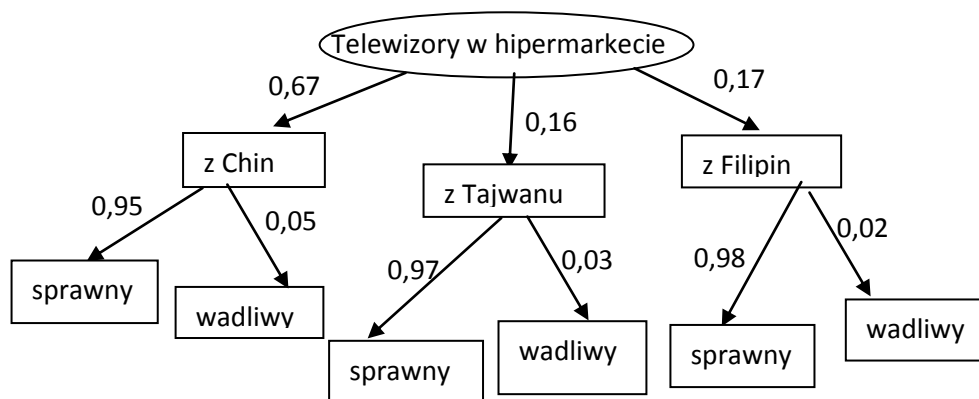 Telewizory w hipermarkecie
0,67
0,16
0,17
z Chin
z Tajwanu
z Filipin
0,95
0,05
0,97
0,03
0,98
0,02
sprawny
wadliwy
sprawny
wadliwy
sprawny
wadliwy